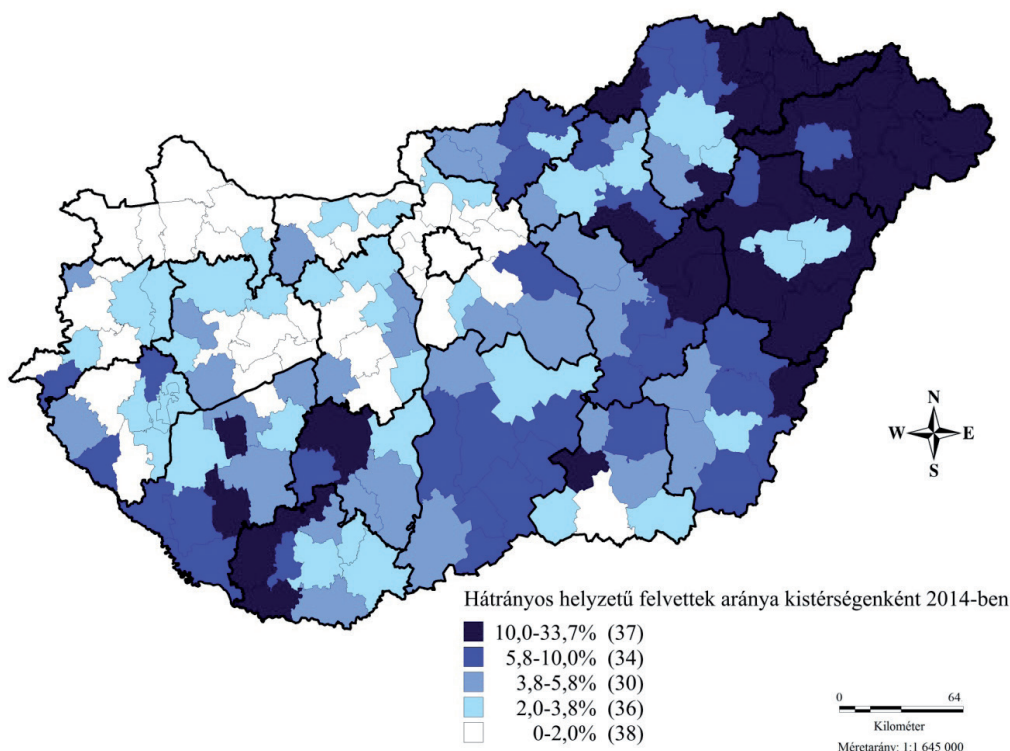 N
W E
S
Hátrányos helyzetű felvettek aránya kistérségenként 2014-ben
10,0-33,7% (37)
5,8-10,0% (34)
3,8-5,8% (30)
2,0-3,8% (36)
0-2,0% (38)
0 64
Kilométer
Méretarány: 1:1 645 000